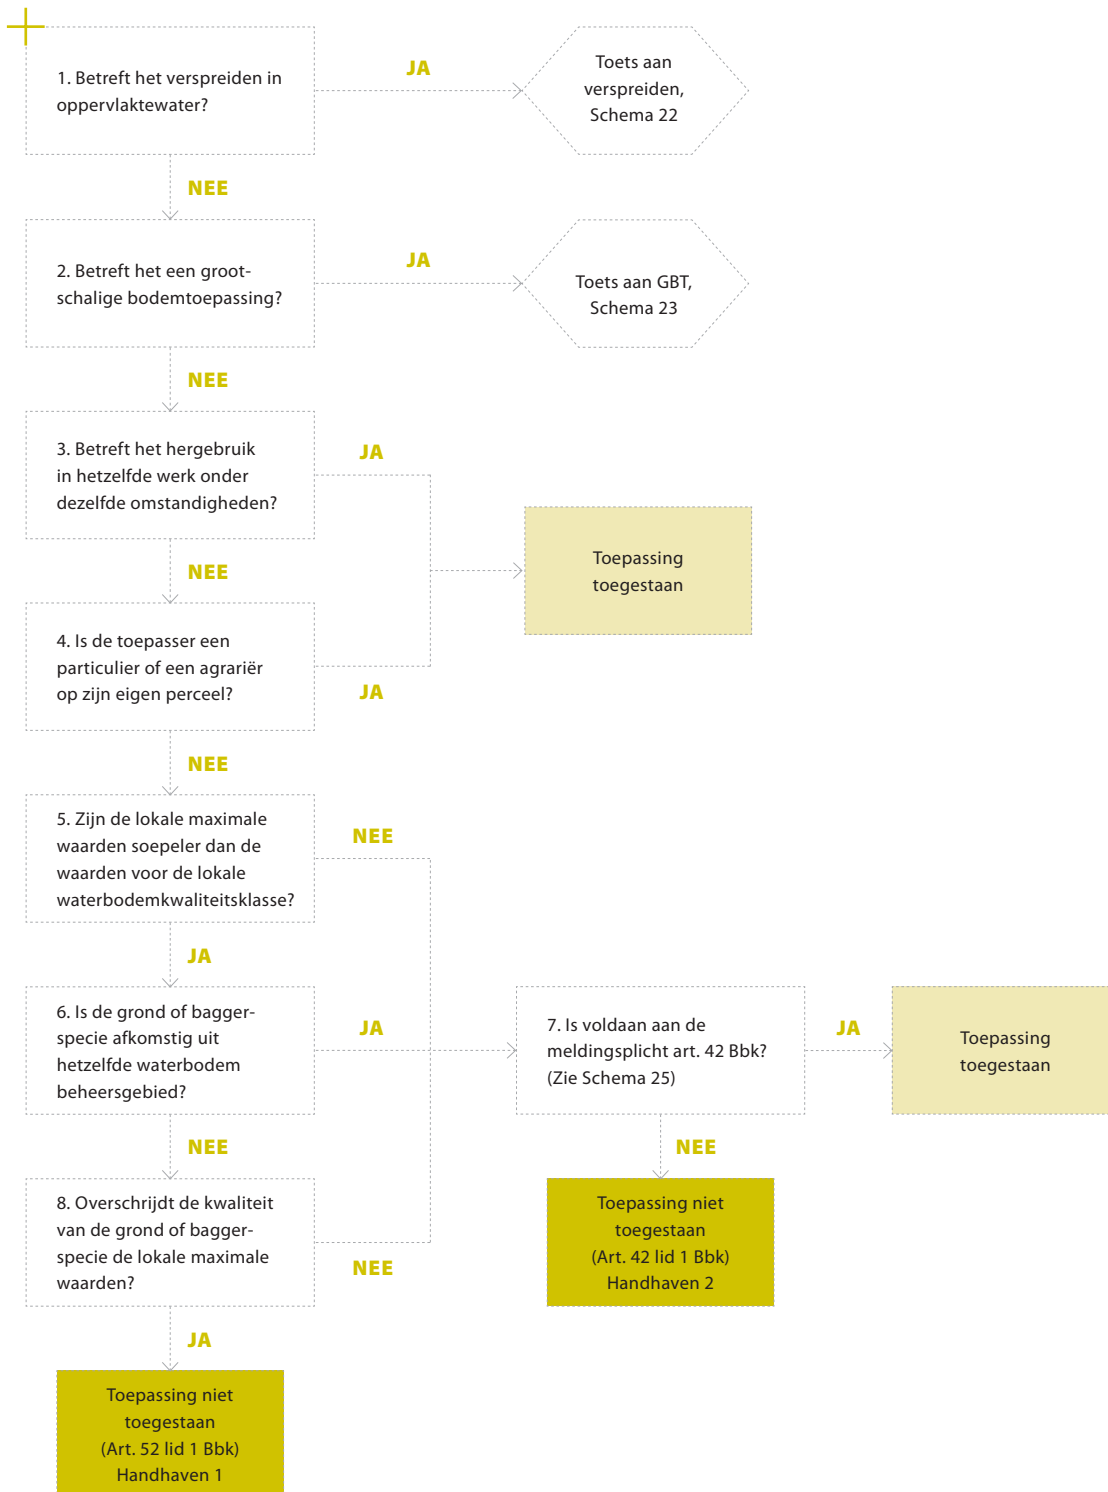 1. Betreft het verspreiden in
oppervlaktewater?
JA
Toets aan
verspreiden,
Schema 22
NEE
2. Betreft het een groot-
schalige bodemtoepassing?
JA
Toets aan GBT,
Schema 23
NEE
3. Betreft het hergebruik
in hetzelfde werk onder
dezelfde omstandigheden?
JA
Toepassing
toegestaan
NEE
4. Is de toepasser een
particulier of een agrariër
op zijn eigen perceel?
JA
NEE
5. Zijn de lokale maximale
waarden soepeler dan de
waarden voor de lokale
waterbodemkwaliteitsklasse?
NEE
JA
6. Is de grond of bagger-
specie afkomstig uit
hetzelfde waterbodem
beheersgebied?
JA
7. Is voldaan aan de
meldingsplicht art. 42 Bbk?
(Zie Schema 25)
JA
Toepassing
toegestaan
NEE
NEE
8. Overschrijdt de kwaliteit
van de grond of bagger-
specie de lokale maximale
waarden?
NEE
Toepassing niet
toegestaan
(Art. 42 lid 1 Bbk)
Handhaven 2
JA
Toepassing niet
toegestaan
(Art. 52 lid 1 Bbk)
Handhaven 1